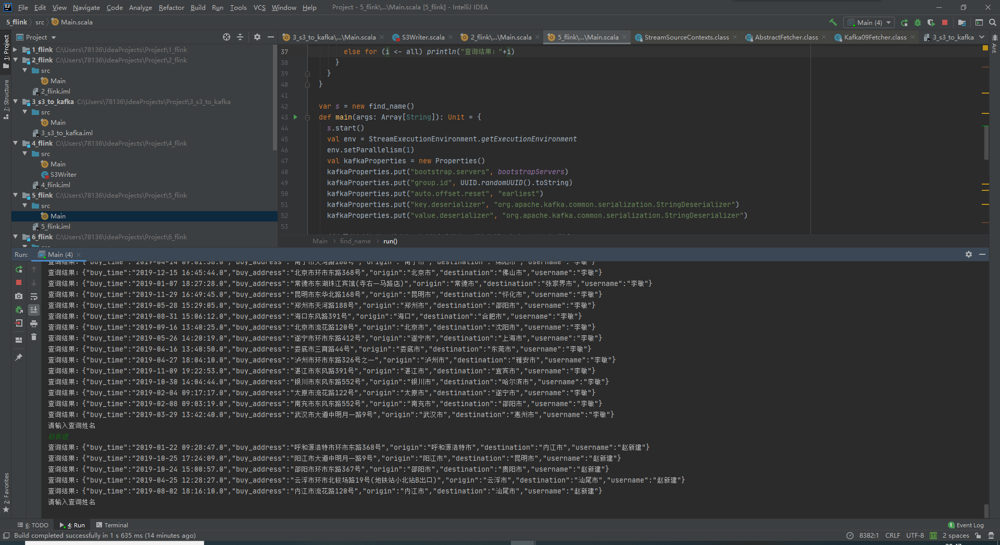 File Edit View Navigate Code Analyze Refactor Build Run Tools VCS Window Help Project - 5_flink\...\Main.scala [5_flink] - IntelliJ IDEA
5_flink src Main.scala Main (4)
Project 3_s3_to_kafka\...\Main.scala S3Writer.scala 2_flink\...\Main.scala 5_flink\...\Main.scala StreamSourceContexts.class AbstractFetcher.class Kafka09Fetcher.class 3_s3_to_kafka
1: Project
7: Structure
2: Favorites
Ant
1_flink C:\Users\78136\IdeaProjects\Project\1_flink
2_flink C:\Users\78136\IdeaProjects\Project\2_flink
src
Main
2_flink.iml
3_s3_to_kafka C:\Users\78136\IdeaProjects\Project\3_s3_to_kafka
src
Main
3_s3_to_kafka.iml
4_flink C:\Users\78136\IdeaProjects\Project\4_flink
src
Main
S3Writer
4_flink.iml
5_flink C:\Users\78136\IdeaProjects\Project\5_flink
src
Main
5_flink.iml
6_flink C:\Users\78136\IdeaProjects\Project\6_flink
37 else for (i <- all) println("查询结果："+i)
38 }
39 }
40 }
41
42 var s = new find_name()
43 def main(args: Array[String]): Unit = {
44 s.start()
45 val env = StreamExecutionEnvironment.getExecutionEnvironment
46 env.setParallelism(1)
47 val kafkaProperties = new Properties()
48 kafkaProperties.put("bootstrap.servers", bootstrapServers)
49 kafkaProperties.put("group.id", UUID.randomUUID().toString)
50 kafkaProperties.put("auto.offset.reset", "earliest")
51 kafkaProperties.put("key.deserializer", "org.apache.kafka.common.serialization.StringDeserializer")
52 kafkaProperties.put("value.deserializer", "org.apache.kafka.common.serialization.StringDeserializer")
53
Main find_name run()
Run: Main (4)
查询结果：{"buy_time":"2019-04-14 09:01:38.0","buy_address":"南宁市天河路188号","origin":"南宁市","destination":"绵阳市","username":"李敏"}
查询结果：{"buy_time":"2019-12-15 16:45:44.0","buy_address":"北京市环市东路368号","origin":"北京市","destination":"佛山市","username":"李敏"}
查询结果：{"buy_time":"2019-01-07 18:27:28.0","buy_address":"常德市东湖珠江宾馆(寺右一马路店)","origin":"常德市","destination":"张家界市","username":"李敏"}
查询结果：{"buy_time":"2019-11-29 16:49:45.0","buy_address":"昆明市东华北路168号","origin":"昆明市","destination":"怀化市","username":"李敏"}
查询结果：{"buy_time":"2019-05-28 15:29:05.0","buy_address":"郑州市天河路188号","origin":"郑州市","destination":"邵阳市","username":"李敏"}
查询结果：{"buy_time":"2019-08-31 15:06:12.0","buy_address":"海口东风路391号","origin":"海口","destination":"合肥市","username":"李敏"}
查询结果：{"buy_time":"2019-09-16 13:40:25.0","buy_address":"北京市流花路120号","origin":"北京市","destination":"沈阳市","username":"李敏"}
查询结果：{"buy_time":"2019-05-26 14:20:19.0","buy_address":"遂宁市环市东路412号","origin":"遂宁市","destination":"上海市","username":"李敏"}
查询结果：{"buy_time":"2019-04-16 13:40:50.0","buy_address":"娄底市三育路44号","origin":"娄底市","destination":"东莞市","username":"李敏"}
查询结果：{"buy_time":"2019-04-27 18:04:10.0","buy_address":"泸州市环市东路326号之一","origin":"泸州市","destination":"雅安市","username":"李敏"}
查询结果：{"buy_time":"2019-11-09 19:22:53.0","buy_address":"湛江市东风路391号","origin":"湛江市","destination":"宜宾市","username":"李敏"}
查询结果：{"buy_time":"2019-10-30 14:04:44.0","buy_address":"银川市东风东路552号","origin":"银川市","destination":"哈尔滨市","username":"李敏"}
查询结果：{"buy_time":"2019-02-04 09:17:17.0","buy_address":"太原市流花路122号","origin":"太原市","destination":"遂宁市","username":"李敏"}
查询结果：{"buy_time":"2019-02-08 09:03:19.0","buy_address":"南充市东风东路552号","origin":"南充市","destination":"邵阳市","username":"李敏"}
查询结果：{"buy_time":"2019-03-29 13:42:40.0","buy_address":"武汉市大道中明月一路9号","origin":"武汉市","destination":"惠州市","username":"李敏"}
请输入查询姓名
赵新建
查询结果：{"buy_time":"2019-01-22 09:28:47.0","buy_address":"呼和源浩特市环市东路368号","origin":"呼和源浩特市","destination":"内江市","username":"赵新建"}
查询结果：{"buy_time":"2019-10-25 17:24:09.0","buy_address":"阳江市大道中明月一路9号","origin":"阳江市","destination":"昆明市","username":"赵新建"}
查询结果：{"buy_time":"2019-10-24 15:00:57.0","buy_address":"邵阳市环市东路367号","origin":"邵阳市","destination":"贵阳市","username":"赵新建"}
查询结果：{"buy_time":"2019-04-25 12:28:27.0","buy_address":"云浮市环市北较场路19号(地铁站小北站B出口)","origin":"云浮市","destination":"汕尾市","username":"赵新建"}
查询结果：{"buy_time":"2019-08-02 18:16:10.0","buy_address":"内江市流花路120号","origin":"内江市","destination":"汕尾市","username":"赵新建"}
请输入查询姓名
6: TODO 4: Run Terminal 1 Event Log
Build completed successfully in 1 s 635 ms (14 minutes ago) 8382:1 CRLF UTF-8 2 spaces